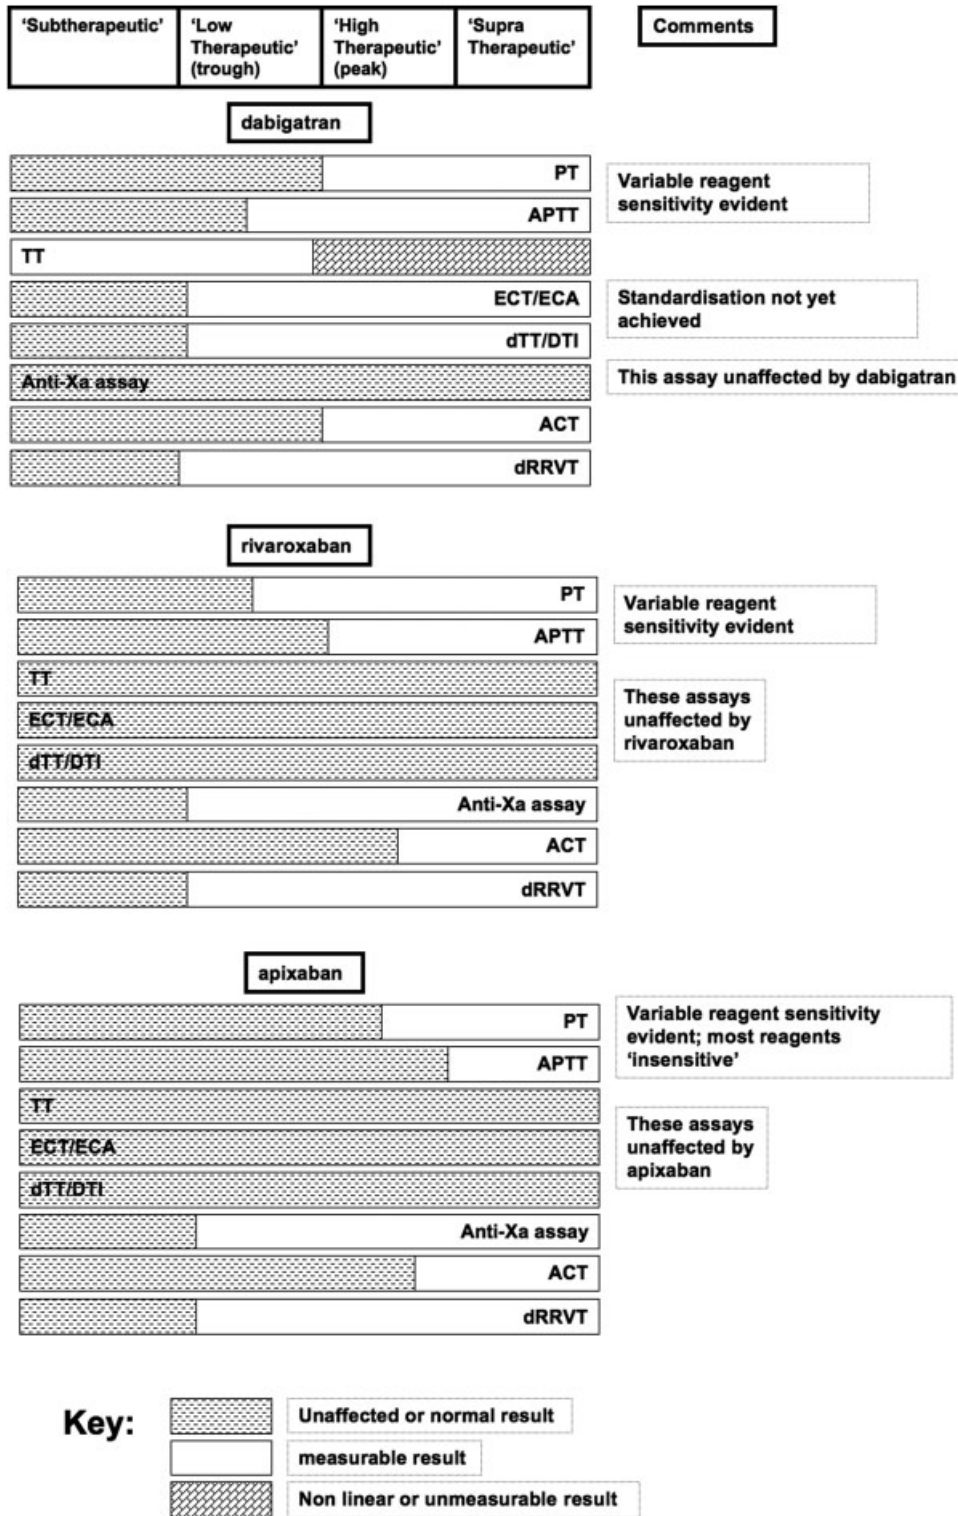 ‘Subtherapeutic’
‘Low
Therapeutic’
(trough)
‘High
Therapeutic’
(peak)
‘Supra
Therapeutic’
Comments
dabigatran
PT
APTT
Variable reagent
sensitivity evident
TT
ECT/ECA
dTT/DTI
Standardisation not yet
achieved
Anti-Xa assay
This assay unaffected by dabigatran
ACT
dRRVT
rivaroxaban
PT
APTT
Variable reagent
sensitivity evident
TT
ECT/ECA
dTT/DTI
These assays
unaffected by
rivaroxaban
Anti-Xa assay
ACT
dRRVT
apixaban
PT
APTT
Variable reagent sensitivity
evident; most reagents
‘insensitive’
TT
ECT/ECA
dTT/DTI
These assays
unaffected by
apixaban
Anti-Xa assay
ACT
dRRVT
Key:
Unaffected or normal result
measurable result
Non linear or unmeasurable result